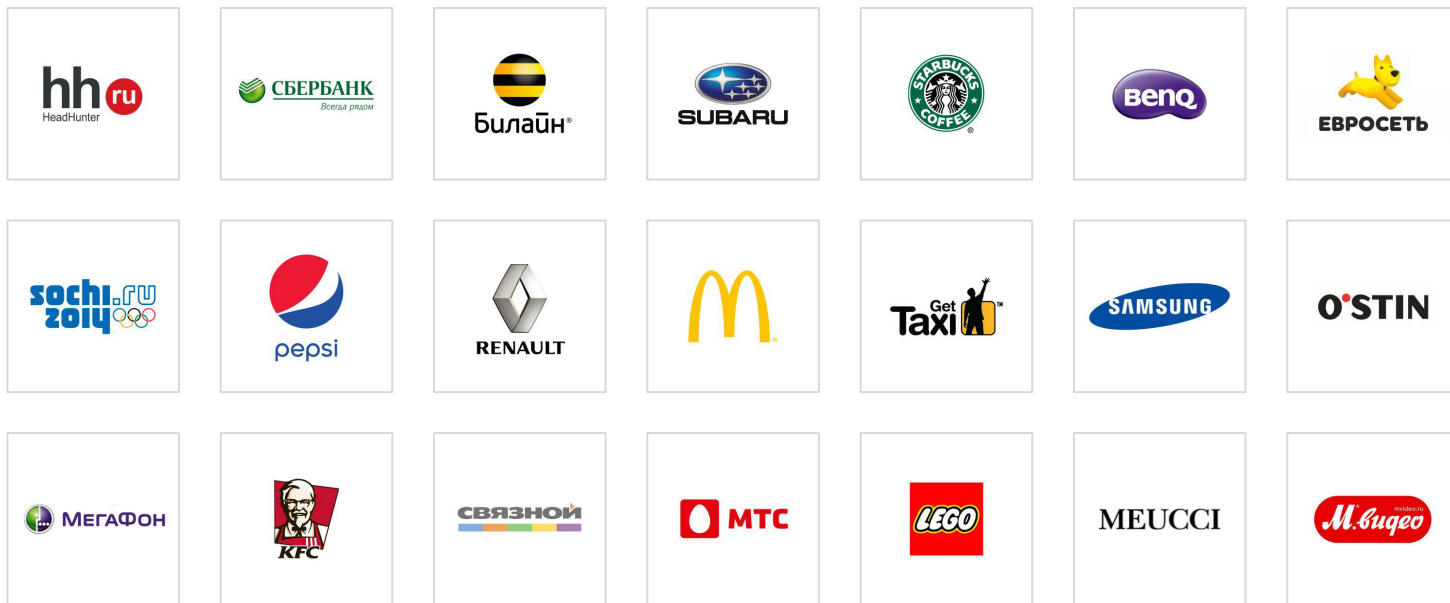 hh ru
HeadHunter
СБЕРБАНК
Всегда рядом
Билайн®
SUBARU
STARBUCKS
COFFEE
®
BenQ
ЕВРОСЕТЬ
sochi.ru
2014
pepsi
RENAULT
M
Get
Taxi™
SAMSUNG
O'STIN
МЕГАФОН
KFC
СВЯЗНОЙ
МТС
LEGO
MEUCCI
mvideo.ru
М.видео